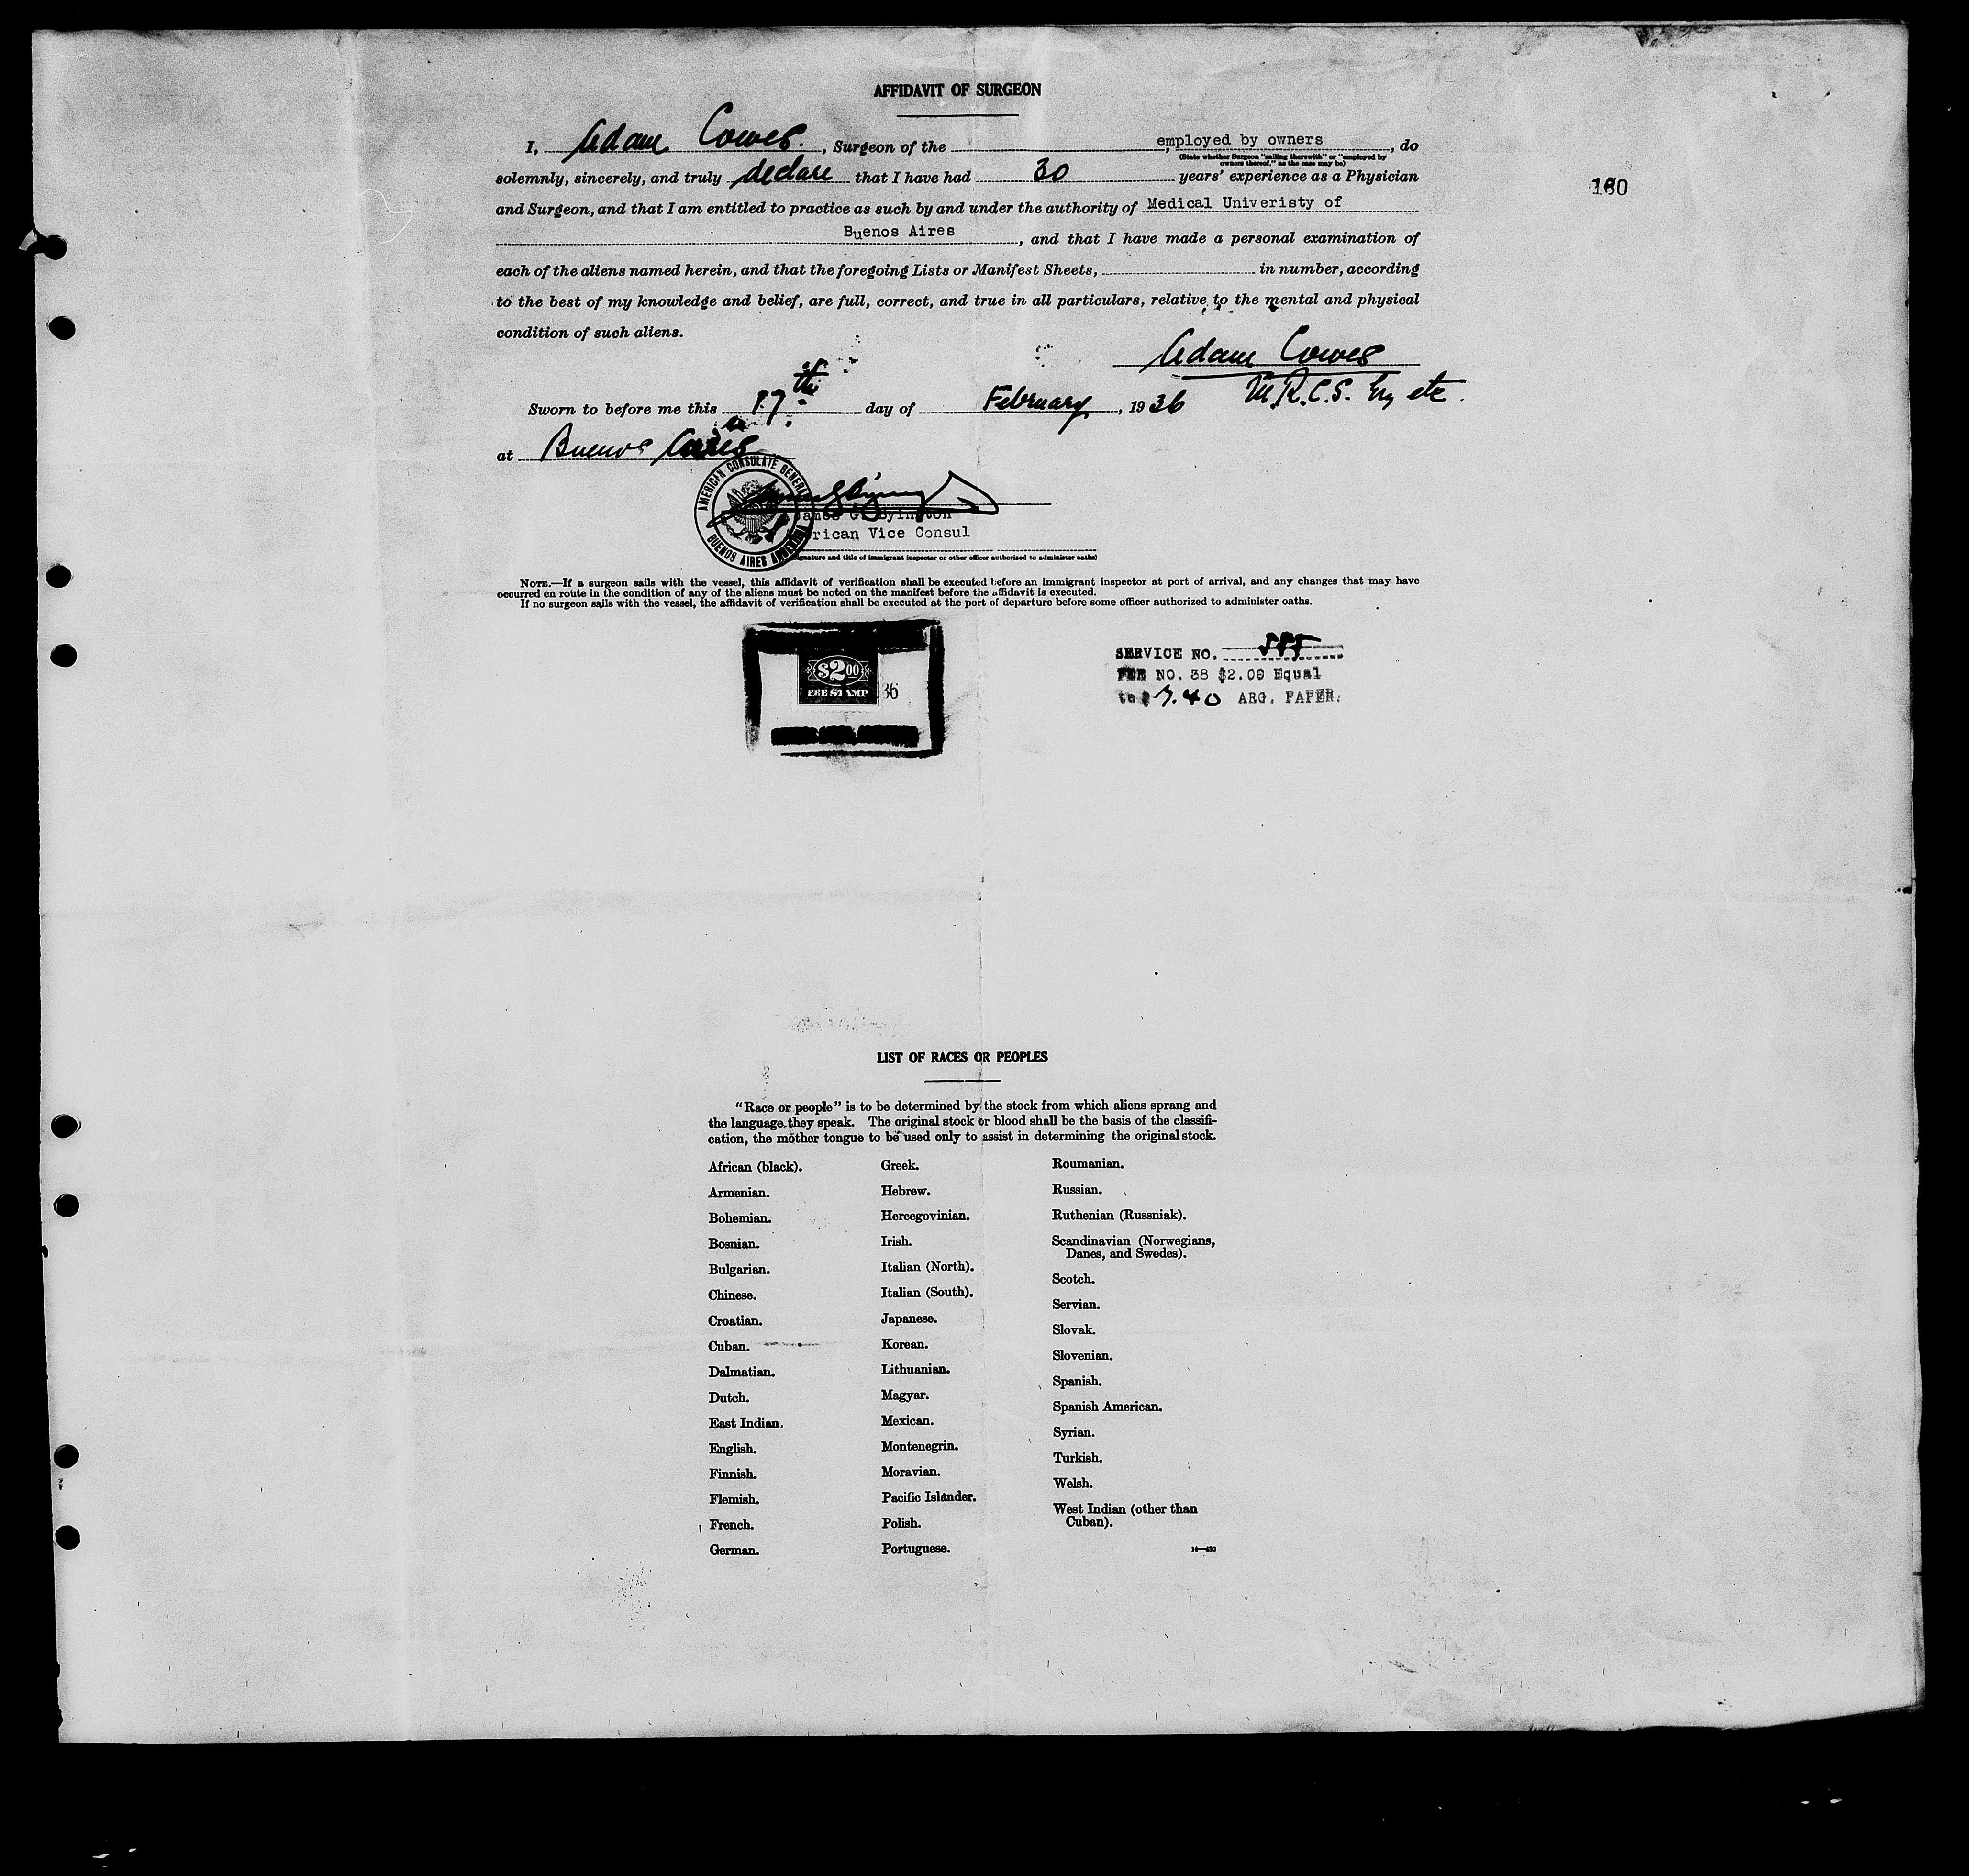 AFFIDAVIT OF SURGEON
I, Adam Cowes., Surgeon of the , employed by owners, do
(State whether Surgeon "sailing therewith" or "employed by
owners thereof," as the case may be)
solemnly, sincerely, and truly declare that I have had 30 years' experience as a Physician
and Surgeon, and that I am entitled to practice as such by and under the authority of Medical Univeristy of
Buenos Aires, and that I have made a personal examination of
each of the aliens named herein, and that the foregoing Lists or Manifest Sheets, in number, according
to the best of my knowledge and belief, are full, correct, and true in all particulars, relative to the mental and physical
condition of such aliens.
Adam Cowes
M.R.C.S. Eng etc.
Sworn to before me this 17th day of February, 1936
at Buenos Aires
AMERICAN CONSULATE GENERAL
BUENOS AIRES ARGENTINA
James G. Byington
American Vice Consul
(Signature and title of immigrant inspector or other officer authorized to administer oaths)
NOTE.—If a surgeon sails with the vessel, this affidavit of verification shall be executed before an immigrant inspector at port of arrival, and any changes that may have
occurred en route in the condition of any of the aliens must be noted on the manifest before the affidavit is executed.
If no surgeon sails with the vessel, the affidavit of verification shall be executed at the port of departure before some officer authorized to administer oaths.
$2.00
FEE STAMP
36
SERVICE NO.
FEE NO. 38 $2.00 Equal
to $7.40 ARG. PAPER.
LIST OF RACES OR PEOPLES
"Race or people" is to be determined by the stock from which aliens sprang and
the language they speak. The original stock or blood shall be the basis of the classifi-
cation, the mother tongue to be used only to assist in determining the original stock.
African (black).
Armenian.
Bohemian.
Bosnian.
Bulgarian.
Chinese.
Croatian.
Cuban.
Dalmatian.
Dutch.
East Indian.
English.
Finnish.
Flemish.
French.
German.
Greek.
Hebrew.
Hercegovinian.
Irish.
Italian (North).
Italian (South).
Japanese.
Korean.
Lithuanian.
Magyar.
Mexican.
Montenegrin.
Moravian.
Pacific Islander.
Polish.
Portuguese.
Roumanian.
Russian.
Ruthenian (Russniak).
Scandinavian (Norwegians,
Danes, and Swedes).
Scotch.
Servian.
Slovak.
Slovenian.
Spanish.
Spanish American.
Syrian.
Turkish.
Welsh.
West Indian (other than
Cuban).
14—430